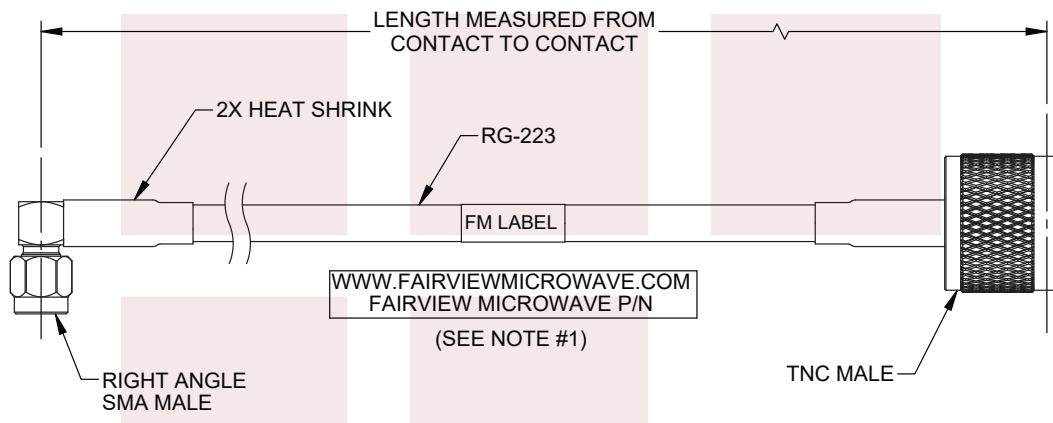 LENGTH MEASURED FROM
CONTACT TO CONTACT
2X HEAT SHRINK
RG-223
FM LABEL
WWW.FAIRVIEWMICROWAVE.COM
FAIRVIEW MICROWAVE P/N
(SEE NOTE #1)
RIGHT ANGLE
SMA MALE
TNC MALE